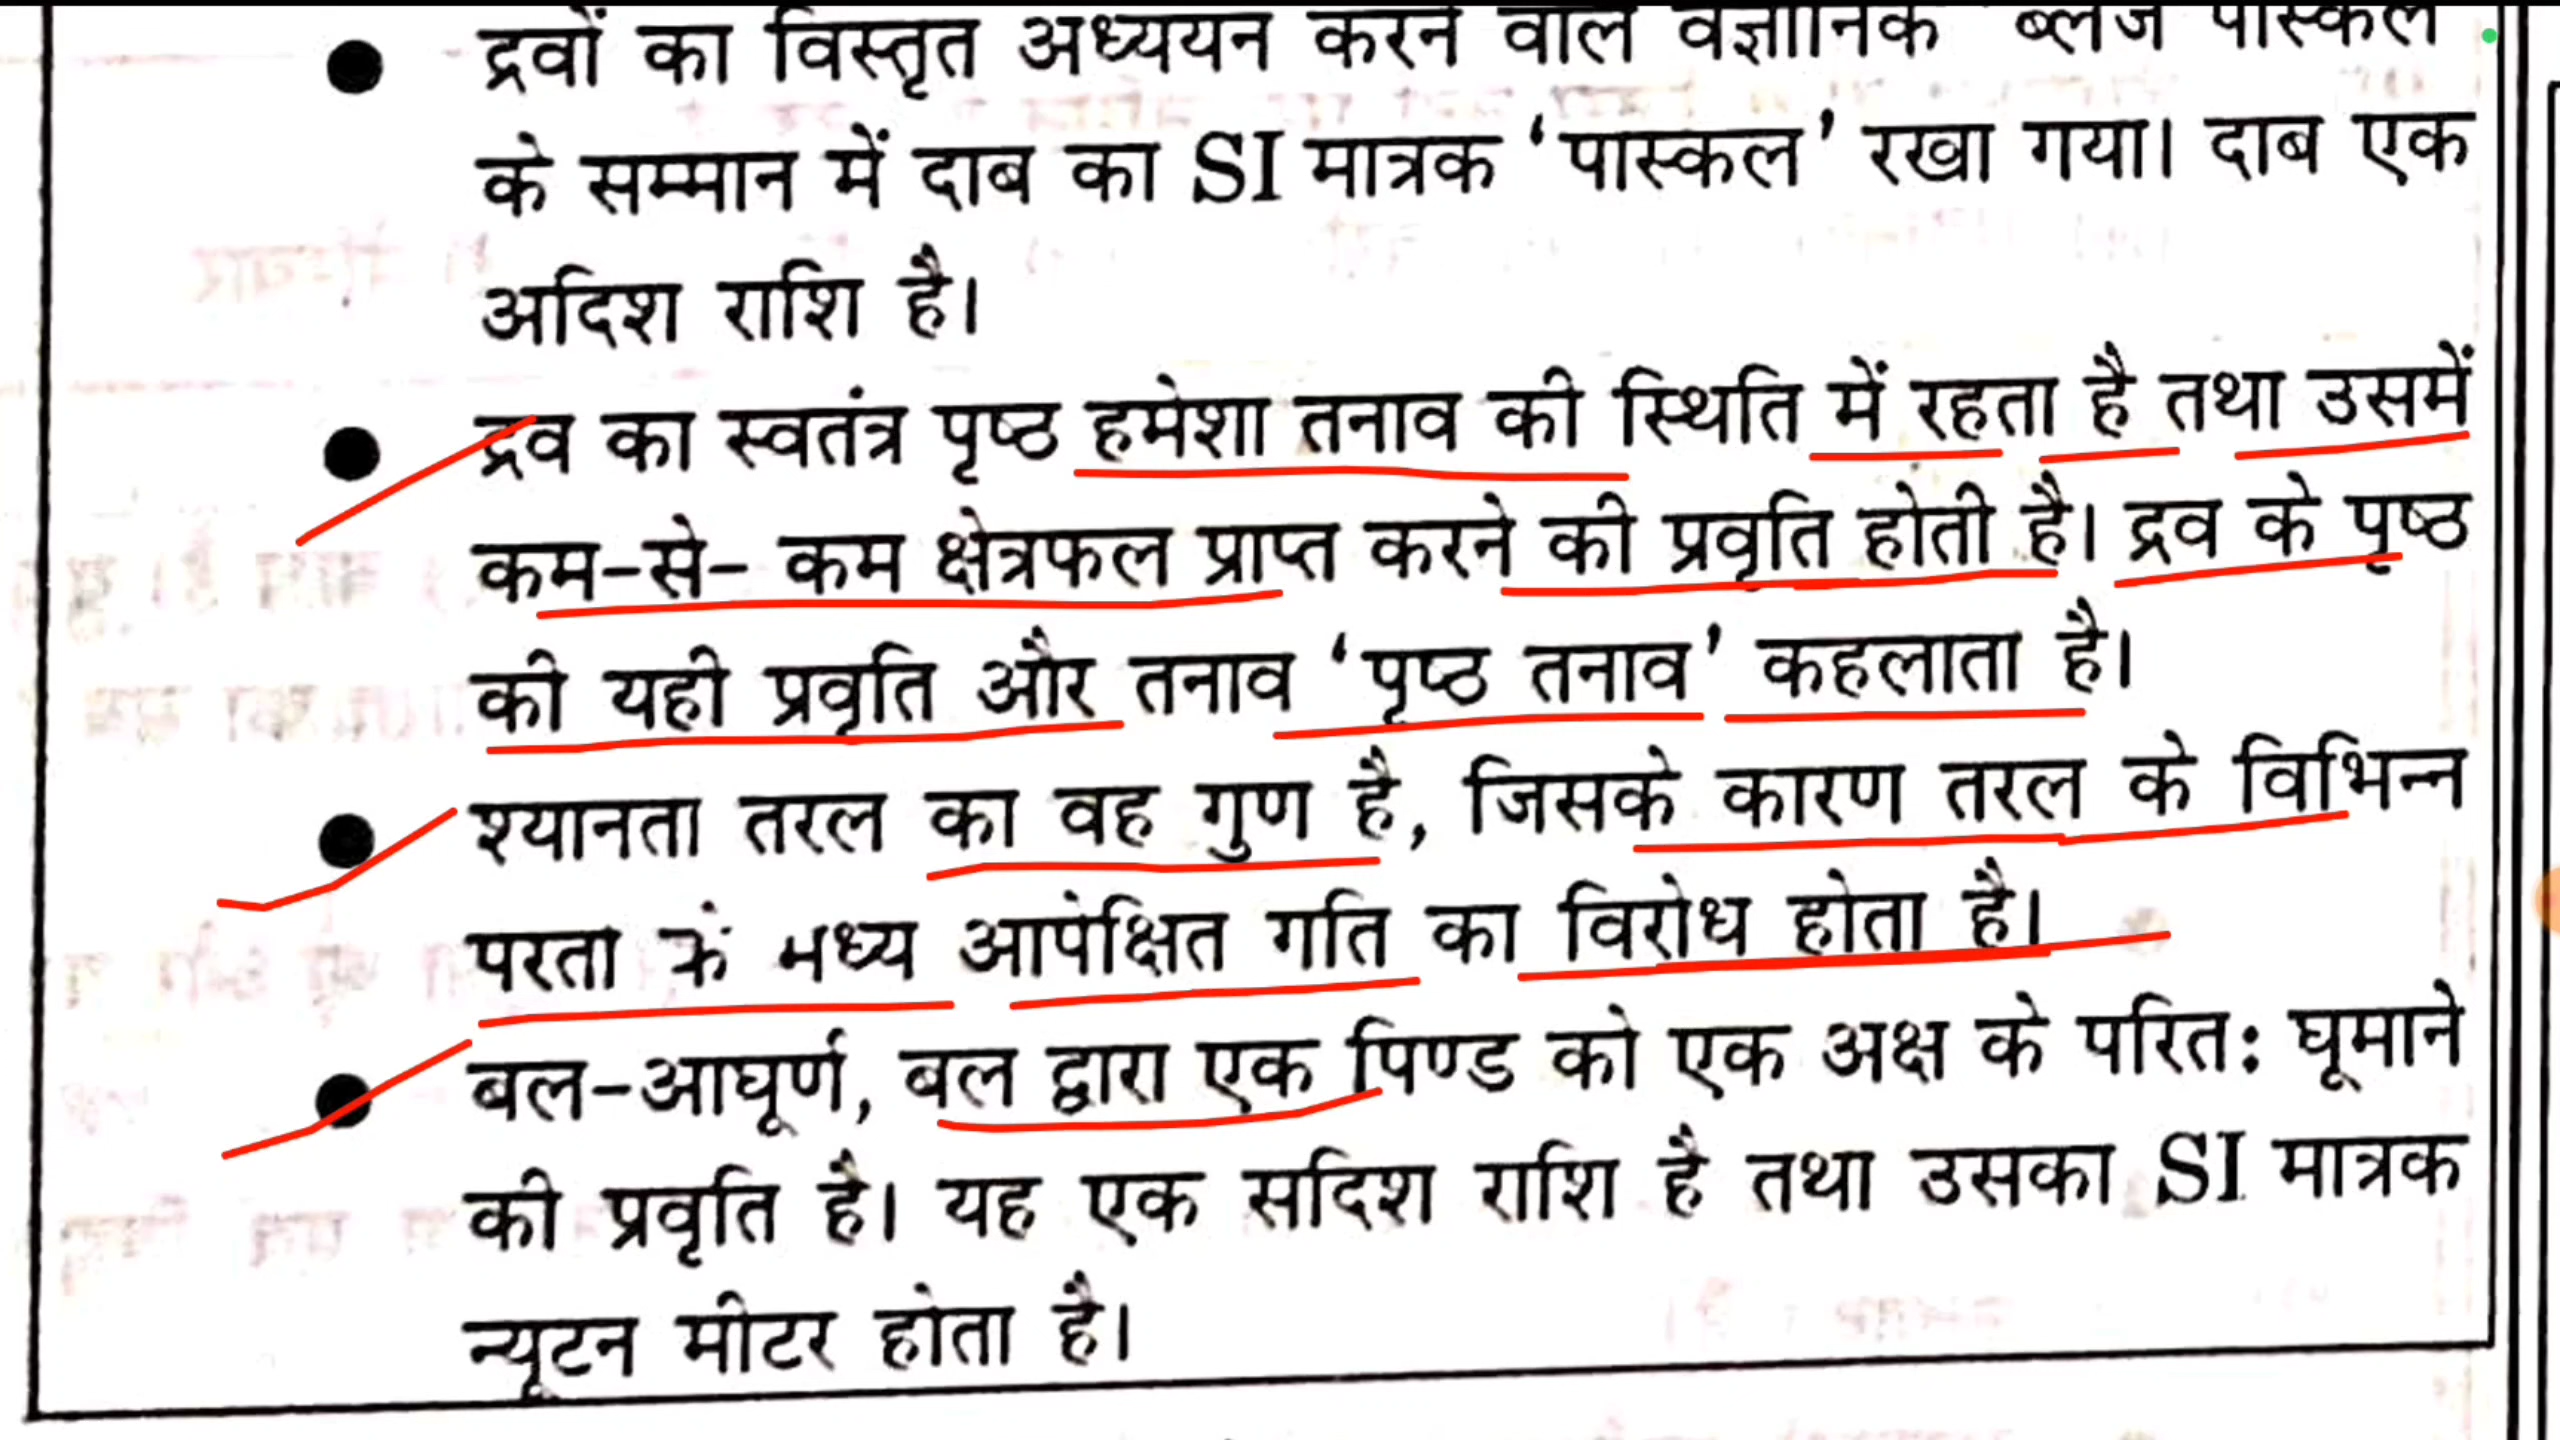 ● द्रवों का विस्तृत अध्ययन करने वाले वैज्ञानिक ब्लेज पास्कल
के सम्मान में दाब का SI मात्रक ‘पास्कल’ रखा गया। दाब एक
अदिश राशि है।
● द्रव का स्वतंत्र पृष्ठ हमेशा तनाव की स्थिति में रहता है तथा उसमें
कम-से- कम क्षेत्रफल प्राप्त करने की प्रवृति होती है। द्रव के पृष्ठ
की यही प्रवृति और तनाव ‘पृष्ठ तनाव’ कहलाता है।
● श्यानता तरल का वह गुण है, जिसके कारण तरल के विभिन्न
परतों के मध्य आपेक्षित गति का विरोध होता है।
● बल-आघूर्ण, बल द्वारा एक पिण्ड को एक अक्ष के परितः घूमाने
की प्रवृति है। यह एक सदिश राशि है तथा उसका SI मात्रक
न्यूटन मीटर होता है।